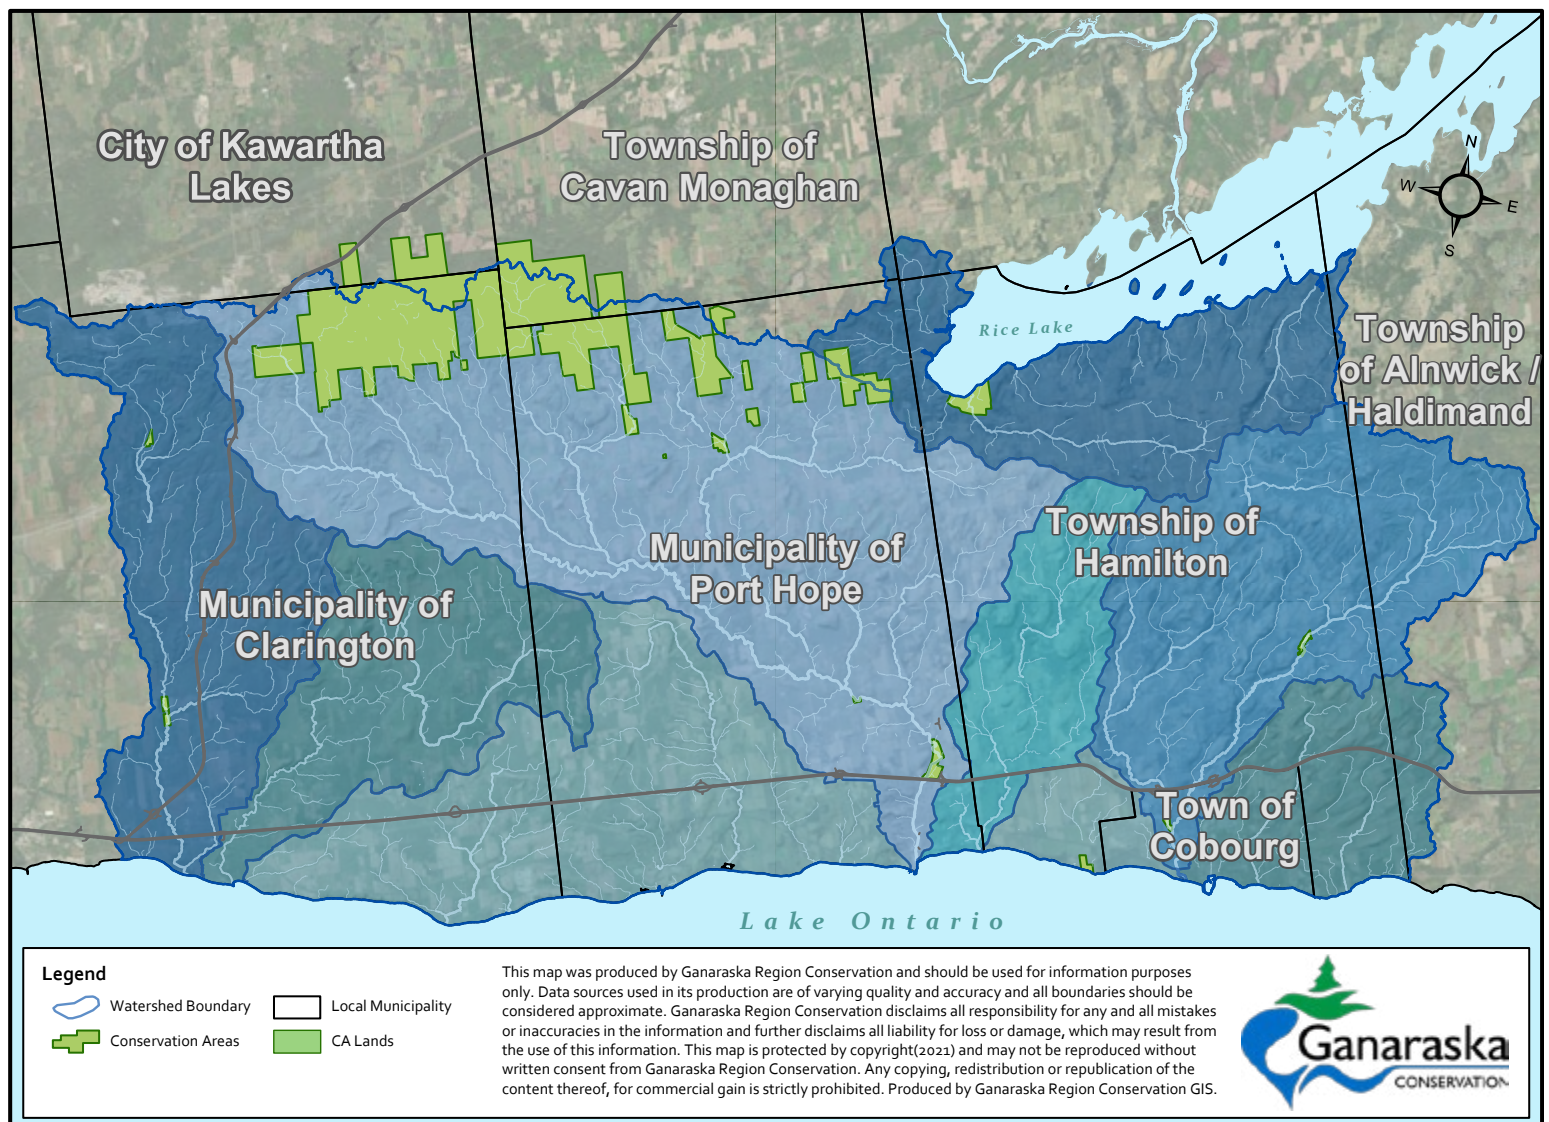 City of Kawartha
Lakes
Township of
Cavan Monaghan
N
W
E
S
Rice Lake
Township
of Alnwick /
Haldimand
Township of
Hamilton
Municipality of
Port Hope
Municipality of
Clarington
Town of
Cobourg
Lake Ontario
Legend
Watershed Boundary
Local Municipality
Conservation Areas
CA Lands
This map was produced by Ganaraska Region Conservation and should be used for information purposes
only. Data sources used in its production are of varying quality and accuracy and all boundaries should be
considered approximate. Ganaraska Region Conservation disclaims all responsibility for any and all mistakes
or inaccuracies in the information and further disclaims all liability for loss or damage, which may result from
the use of this information. This map is protected by copyright(2021) and may not be reproduced without
written consent from Ganaraska Region Conservation. Any copying, redistribution or republication of the
content thereof, for commercial gain is strictly prohibited. Produced by Ganaraska Region Conservation GIS.
Ganaraska
CONSERVATION